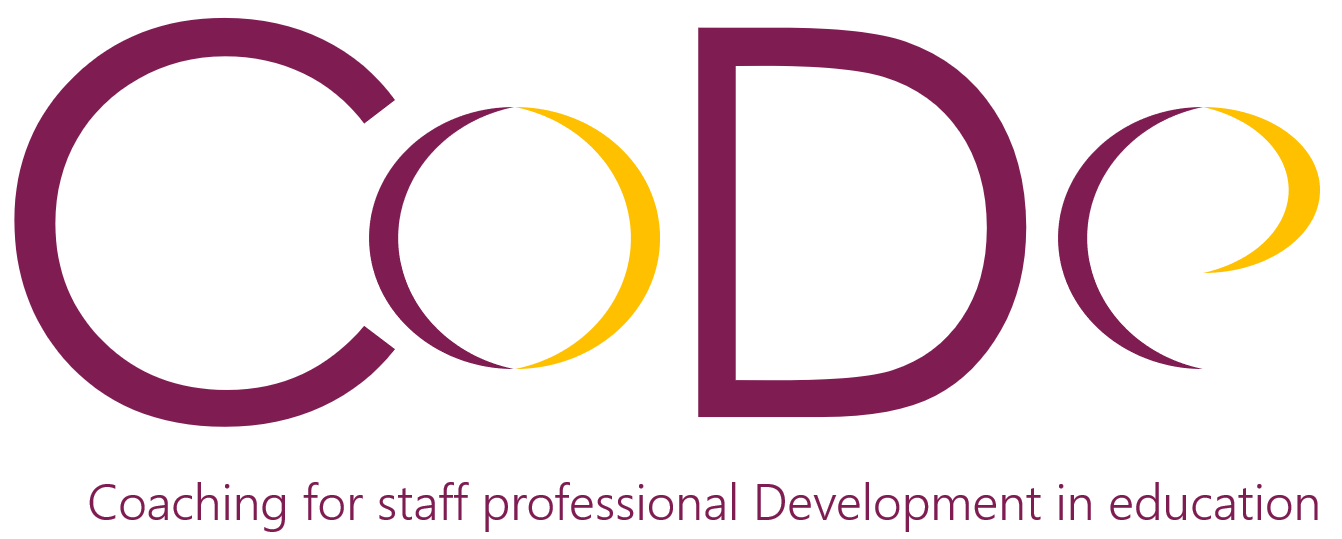 CoDe
Coaching for staff professional Development in education